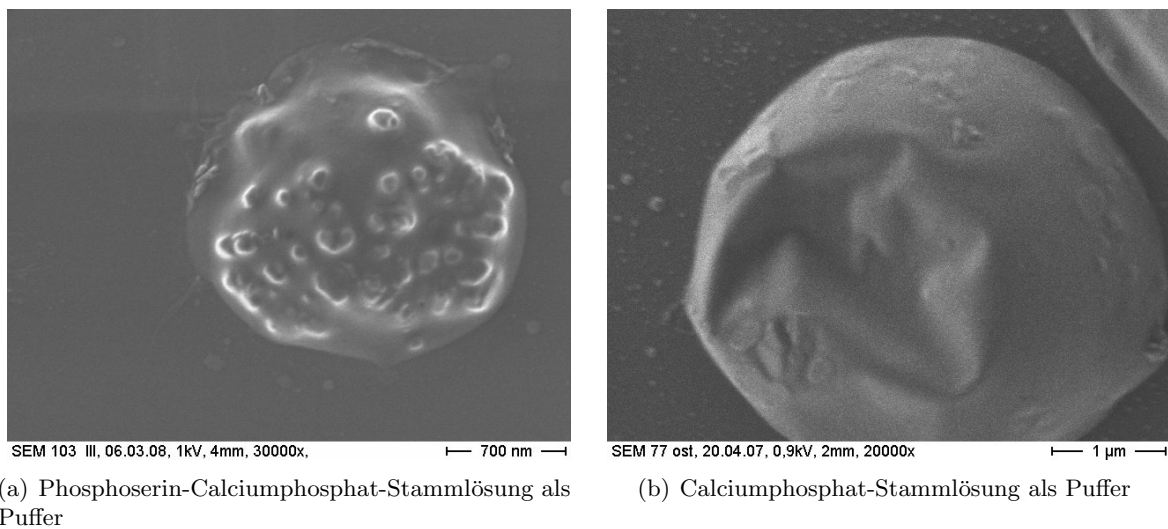 SEM 103 III, 06.03.08, 1kV, 4mm, 30000x,
700 nm
SEM 77 ost, 20.04.07, 0,9kV, 2mm, 20000x
1 µm
a) Phosphoserin-Calciumphosphat-Stammlösung als
Puffer
(b) Calciumphosphat-Stammlösung als Puffer